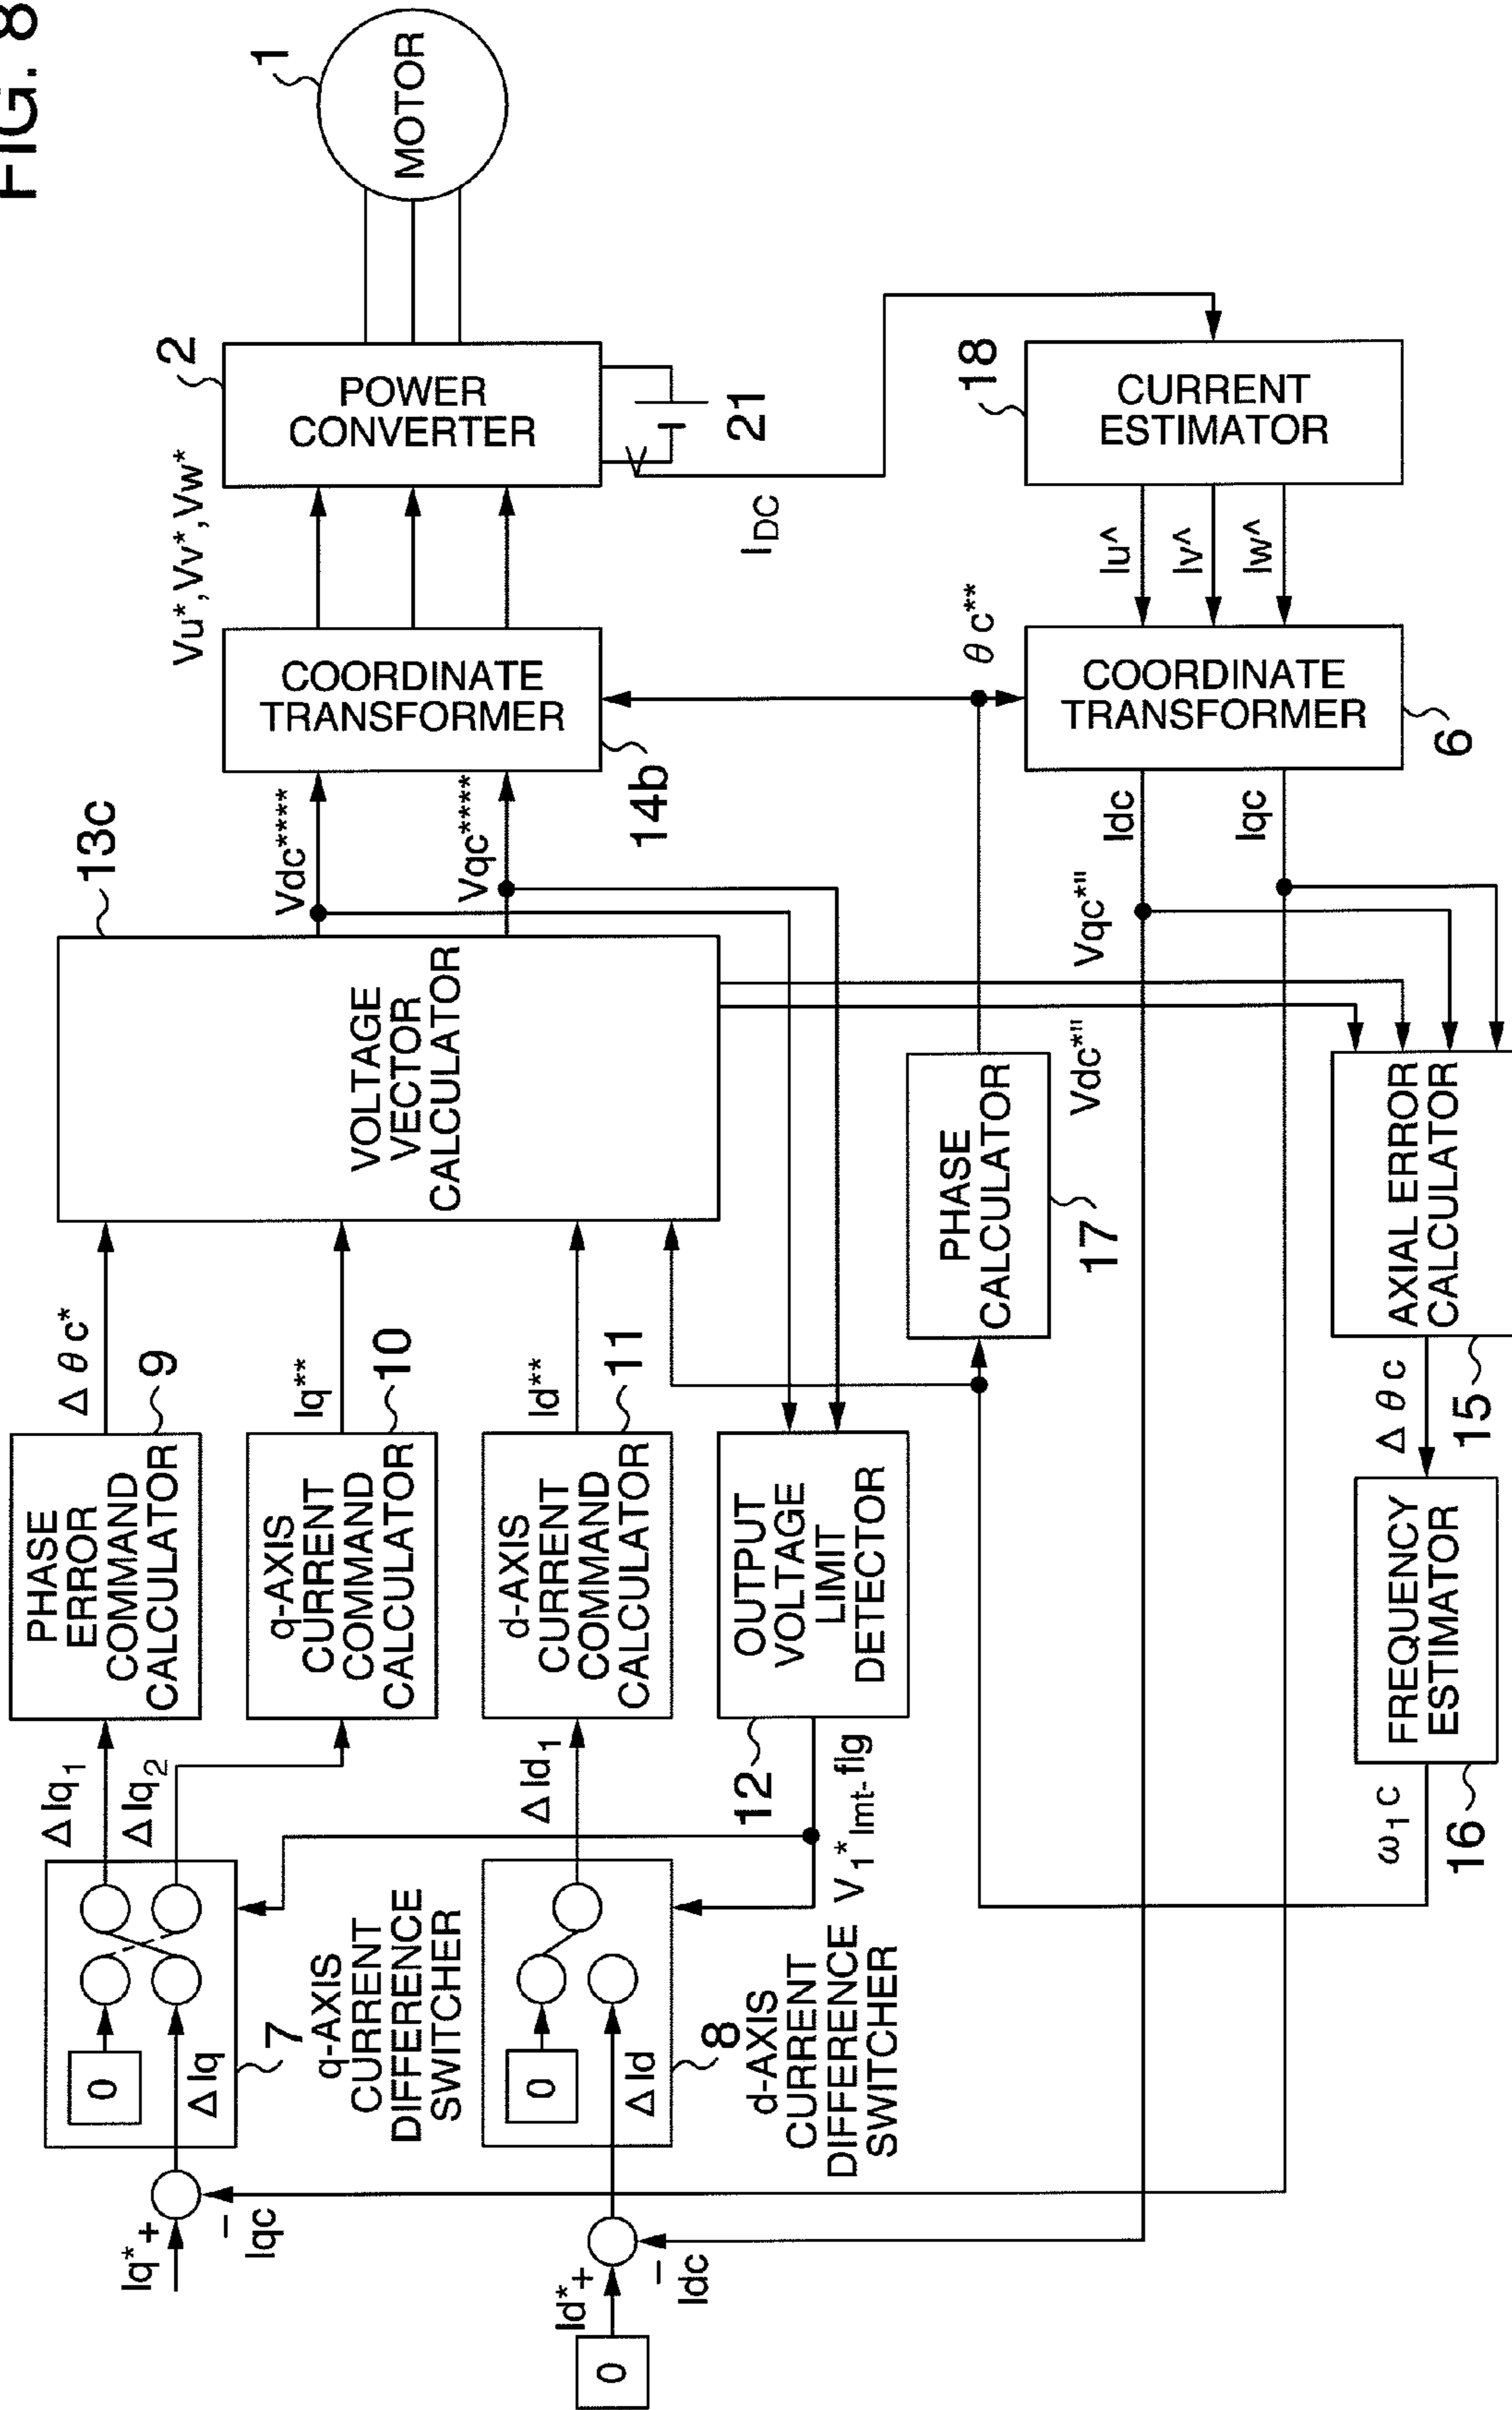 FIG. 8
1
MOTOR
2
POWER
CONVERTER
21
I DC
Vu*,Vv*,Vw*
COORDINATE
TRANSFORMER
14b
Vdc****
Vqc****
13c
VOLTAGE
VECTOR
CALCULATOR
Δθc*
9
PHASE
ERROR
COMMAND
CALCULATOR
Iq**
10
q-AXIS
CURRENT
COMMAND
CALCULATOR
Id**
11
d-AXIS
CURRENT
COMMAND
CALCULATOR
OUTPUT
VOLTAGE
LIMIT
DETECTOR
12
V1* lmt-flg
ΔIq1
ΔIq2
ΔId1
0
ΔIq
7
q-AXIS
CURRENT
DIFFERENCE
SWITCHER
0
ΔId
8
d-AXIS
CURRENT
DIFFERENCE
SWITCHER
Iq*
+
−
Iqc
0
Id*
+
−
Idc
18
CURRENT
ESTIMATOR
Iu^
Iv^
Iw^
θc**
COORDINATE
TRANSFORMER
6
Idc
Iqc
Vqc*"
Vdc*"
PHASE
CALCULATOR
17
AXIAL ERROR
CALCULATOR
15
Δθc
FREQUENCY
ESTIMATOR
16
ω1c